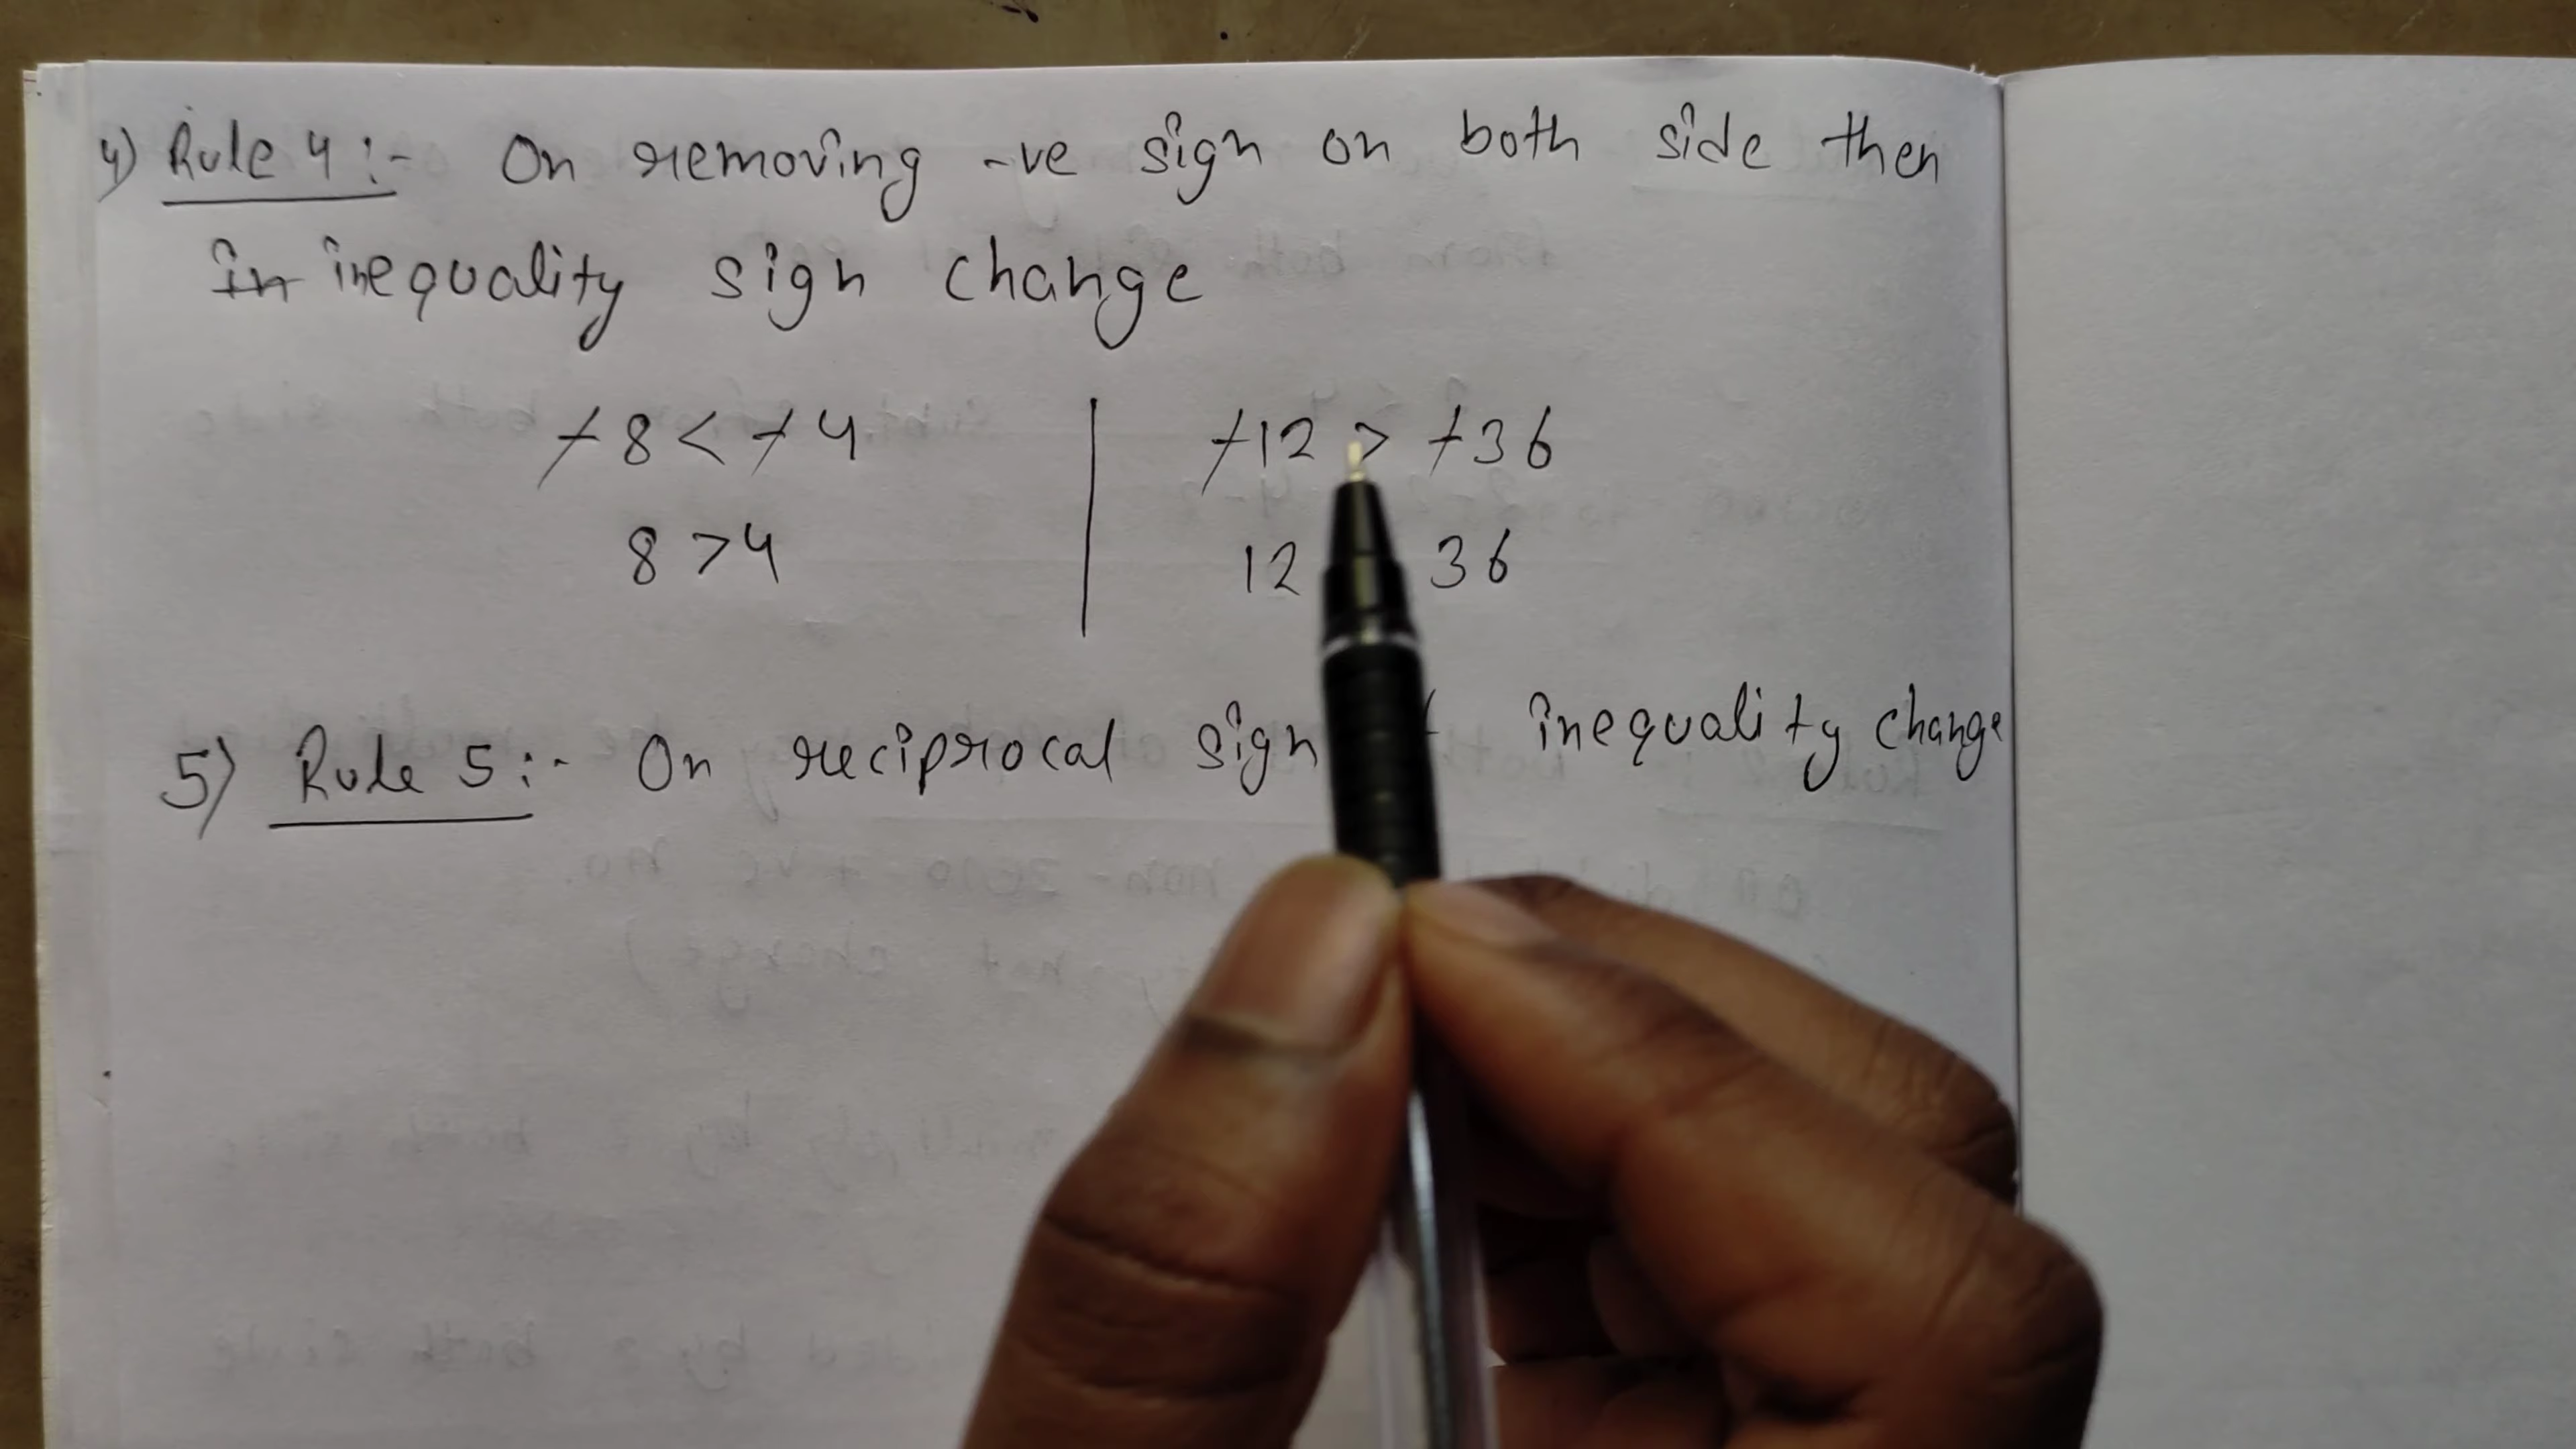 4) Rule 4 :- On removing -ve sign on both side then
In inequality sign change
-8 < -4
8 > 4
-12 > -36
12 36
5) Rule 5 :- On reciprocal sign inequality change